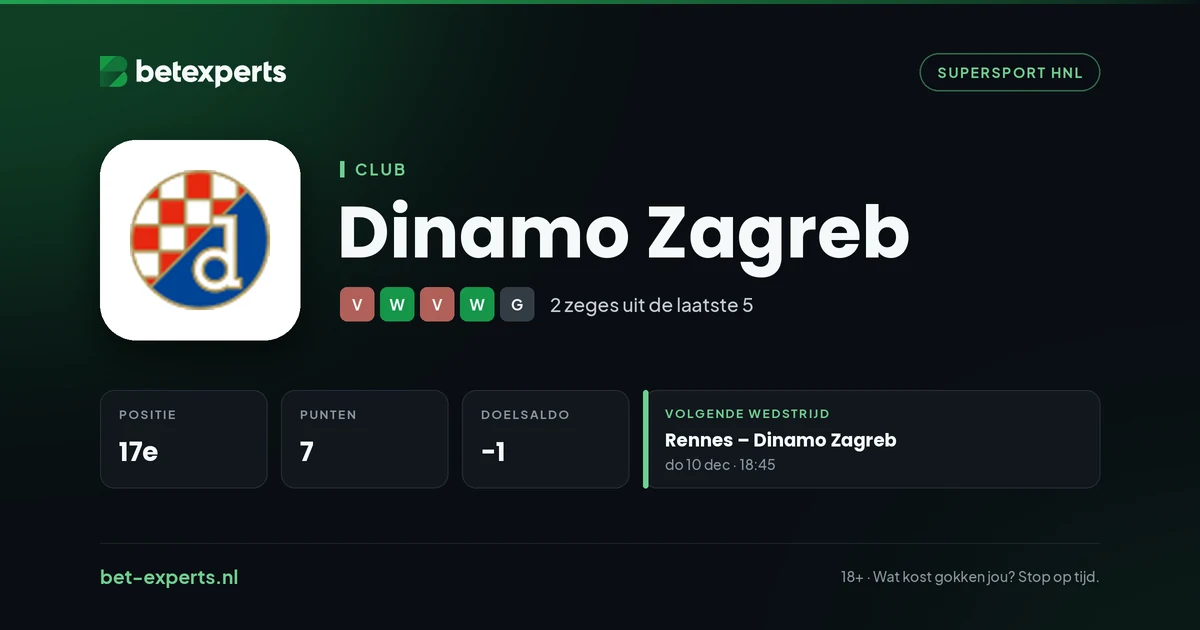 betexperts
SUPERSPORT HNL
CLUB
d
Dinamo Zagreb
V W V W G 2 zeges uit de laatste 5
POSITIE
17e
PUNTEN
7
DOELSALDO
−1
VOLGENDE WEDSTRIJD
Rennes – Dinamo Zagreb
do 10 dec · 18:45
bet-experts.nl
18+ · Wat kost gokken jou? Stop op tijd.